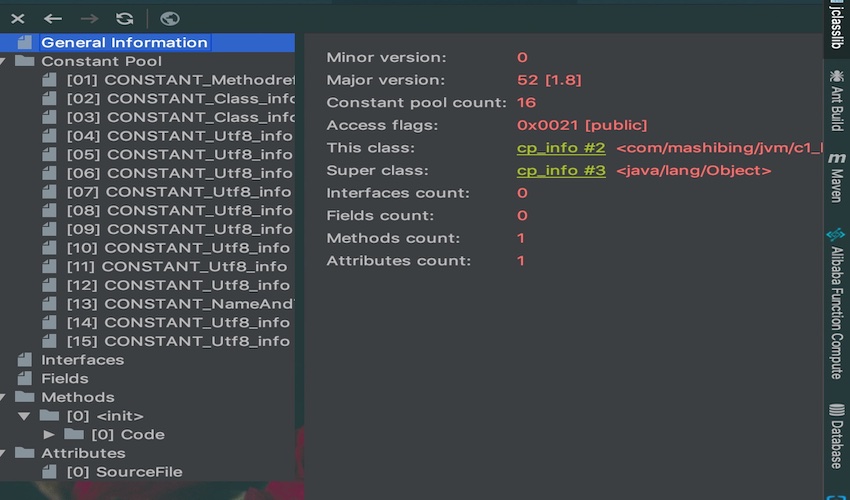 General Information
Constant Pool
[01] CONSTANT_Methodref
[02] CONSTANT_Class_info
[03] CONSTANT_Class_info
[04] CONSTANT_Utf8_info
[05] CONSTANT_Utf8_info
[06] CONSTANT_Utf8_info
[07] CONSTANT_Utf8_info
[08] CONSTANT_Utf8_info
[09] CONSTANT_Utf8_info
[10] CONSTANT_Utf8_info
[11] CONSTANT_Utf8_info
[12] CONSTANT_Utf8_info
[13] CONSTANT_NameAnd
[14] CONSTANT_Utf8_info
[15] CONSTANT_Utf8_info
Interfaces
Fields
Methods
[0] <init>
[0] Code
Attributes
[0] SourceFile
Minor version: 0
Major version: 52 [1.8]
Constant pool count: 16
Access flags: 0x0021 [public]
This class: cp_info #2 <com/mashibing/jvm/c1_
Super class: cp_info #3 <java/lang/Object>
Interfaces count: 0
Fields count: 0
Methods count: 1
Attributes count: 1
jclasslib
Ant Build
m Maven
Alibaba Function Compute
Database